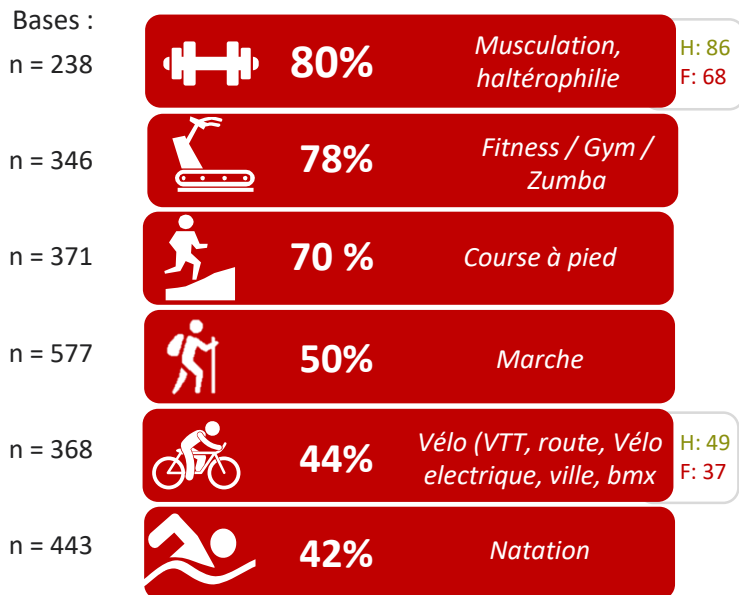 Bases :
n = 238
80%
Musculation,
haltérophilie
H: 86
F: 68
n = 346
78%
Fitness / Gym /
Zumba
n = 371
70 %
Course à pied
n = 577
50%
Marche
n = 368
44%
Vélo (VTT, route, Vélo
electrique, ville, bmx
H: 49
F: 37
n = 443
42%
Natation